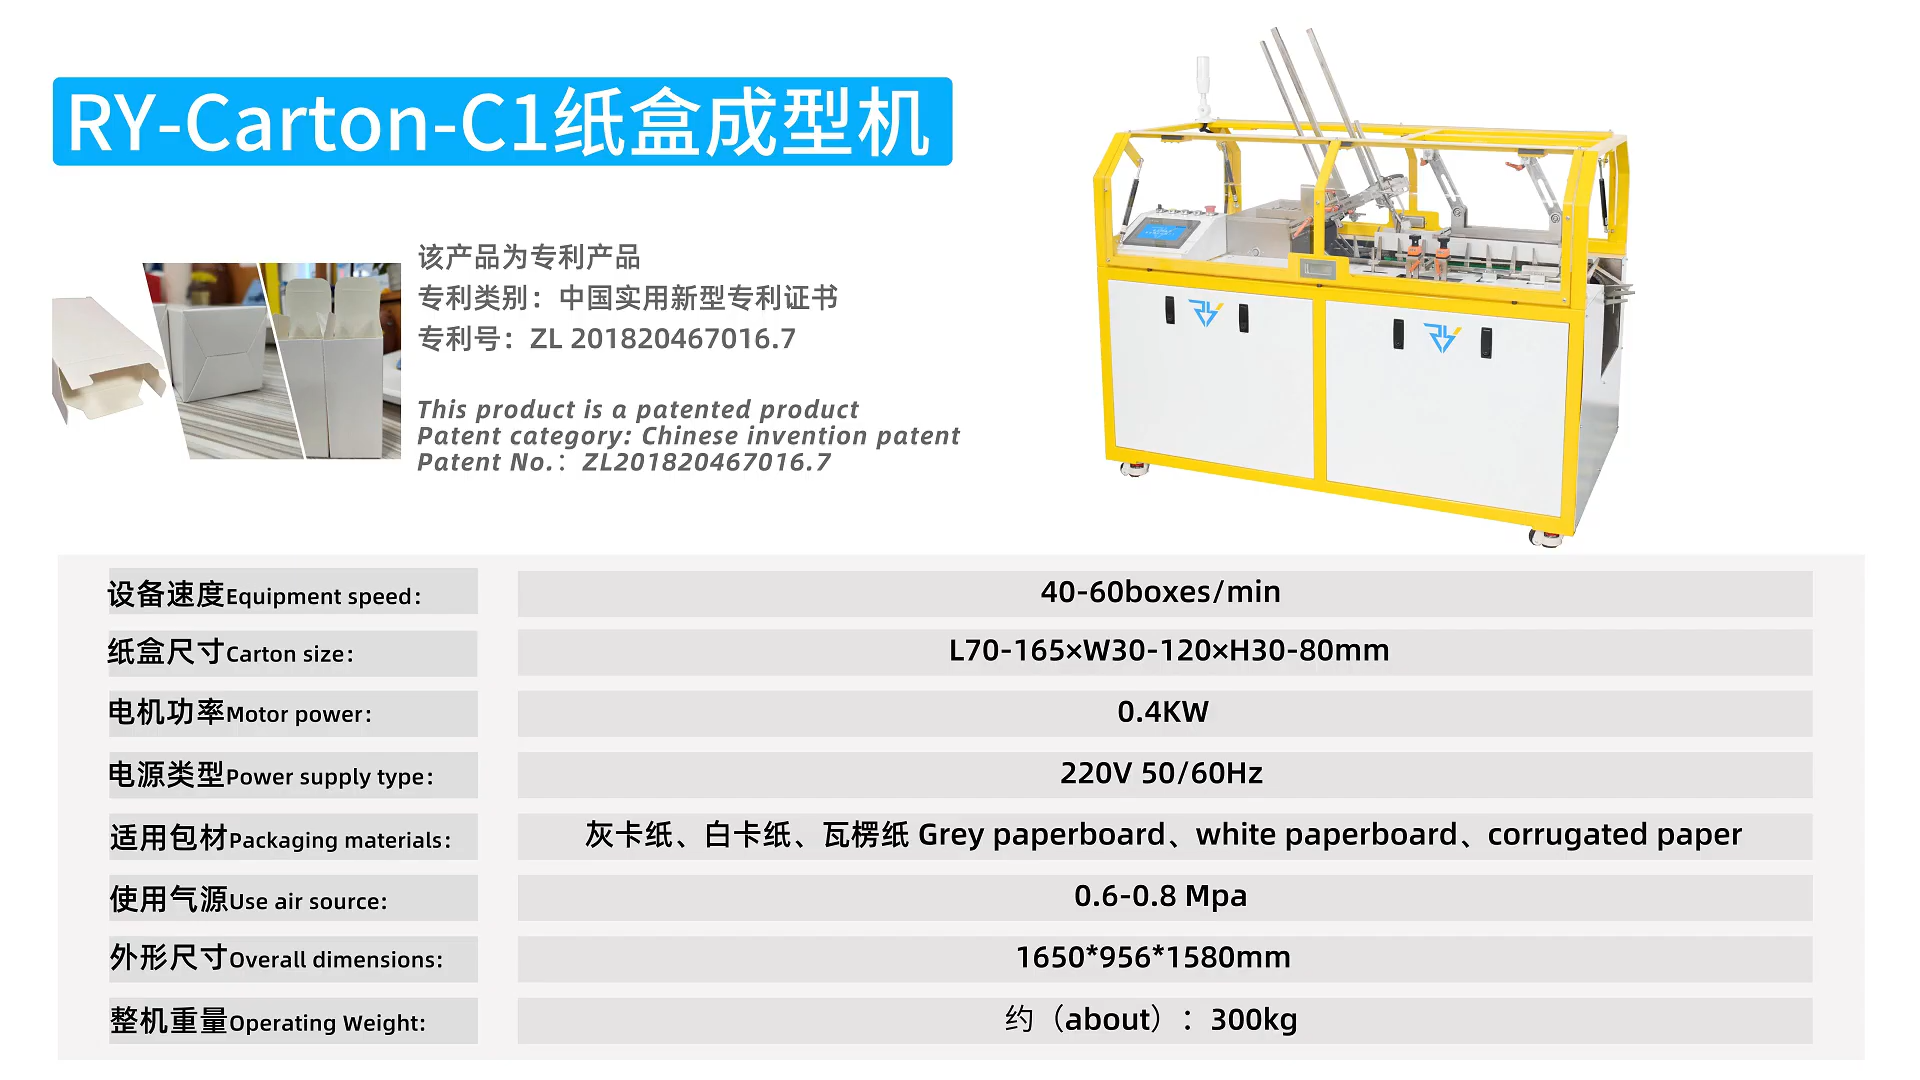 RY-Carton-C1纸盒成型机
该产品为专利产品
专利类别：中国实用新型专利证书
专利号：ZL 201820467016.7
This product is a patented product
Patent category: Chinese invention patent
Patent No.：ZL201820467016.7
设备速度Equipment speed: 40-60boxes/min
纸盒尺寸Carton size: L70-165×W30-120×H30-80mm
电机功率Motor power: 0.4KW
电源类型Power supply type: 220V 50/60Hz
适用包材Packaging materials: 灰卡纸、白卡纸、瓦楞纸 Grey paperboard、white paperboard、corrugated paper
使用气源Use air source: 0.6-0.8 Mpa
外形尺寸Overall dimensions: 1650*956*1580mm
整机重量Operating Weight: 约（about）：300kg